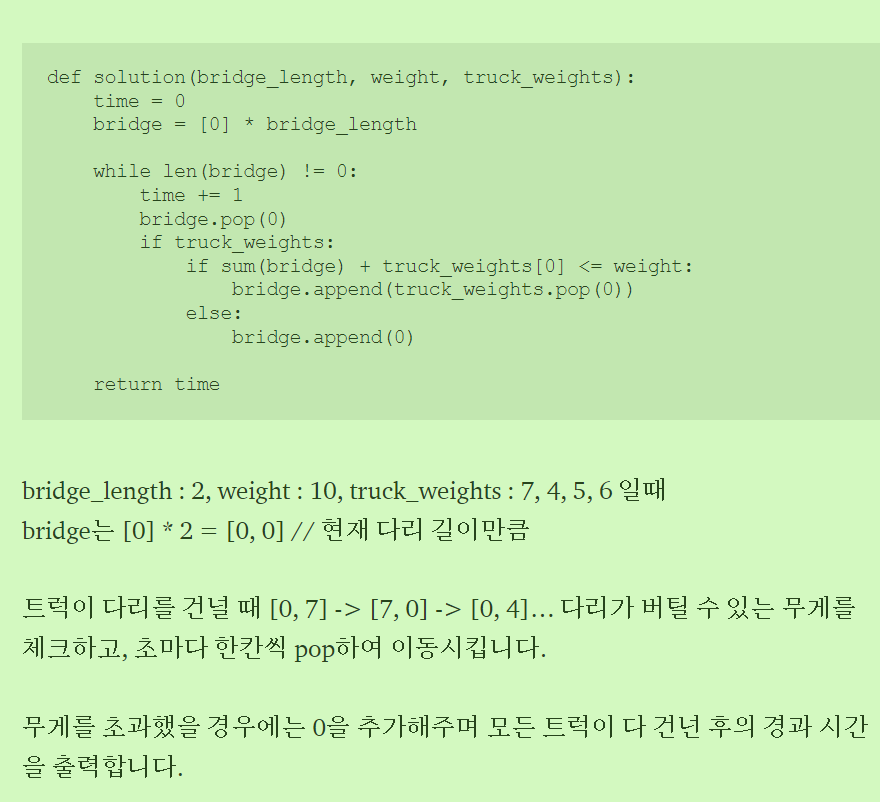 def solution(bridge_length, weight, truck_weights):
    time = 0
    bridge = [0] * bridge_length

    while len(bridge) != 0:
        time += 1
        bridge.pop(0)
        if truck_weights:
            if sum(bridge) + truck_weights[0] <= weight:
                bridge.append(truck_weights.pop(0))
            else:
                bridge.append(0)

    return time

bridge_length : 2, weight : 10, truck_weights : 7, 4, 5, 6 일때
bridge는 [0] * 2 = [0, 0] // 현재 다리 길이만큼

트럭이 다리를 건널 때 [0, 7] -> [7, 0] -> [0, 4]... 다리가 버틸 수 있는 무게를
체크하고, 초마다 한칸씩 pop하여 이동시킵니다.

무게를 초과했을 경우에는 0을 추가해주며 모든 트럭이 다 건넌 후의 경과 시간
을 출력합니다.